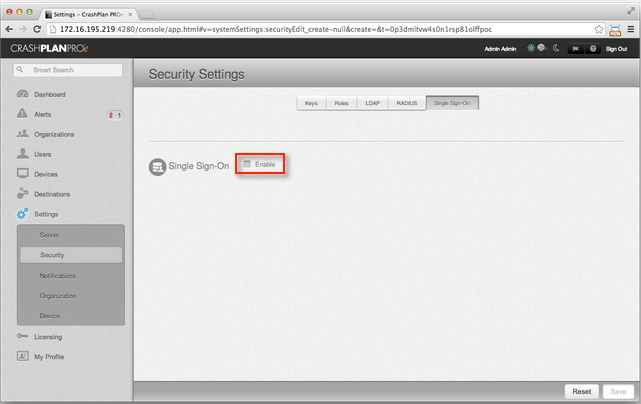 Settings – CrashPlan PROe
172.16.195.219:4280/console/app.html#v=systemSettings:securityEdit_create=null&create=&t=0p3dmltvw4s0n1rsp81olffpoc
CRASHPLANPROe
Admin Admin
Sign Out
Smart Search
Security Settings
Dashboard
Keys
Roles
LDAP
RADIUS
Single Sign-On
Alerts
2 1
Organizations
Users
Single Sign-On
Enable
Devices
Destinations
Settings
Server
Security
Notifications
Organization
Device
Licensing
My Profile
Reset
Save